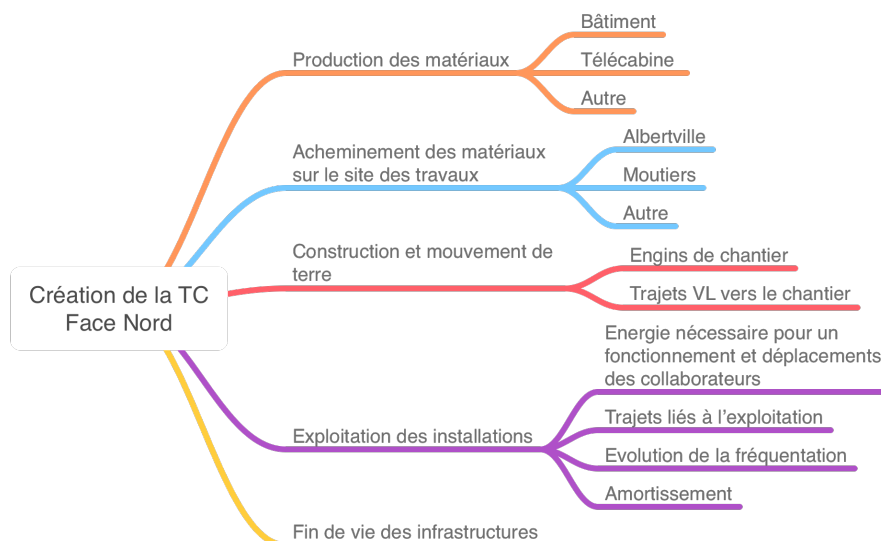 Création de la TC
Face Nord
Production des matériaux
Bâtiment
Télécabine
Autre
Acheminement des matériaux
sur le site des travaux
Albertville
Moutiers
Autre
Construction et mouvement de
terre
Engins de chantier
Trajets VL vers le chantier
Exploitation des installations
Energie nécessaire pour un
fonctionnement et déplacements
des collaborateurs
Trajets liés à l'exploitation
Evolution de la fréquentation
Amortissement
Fin de vie des infrastructures